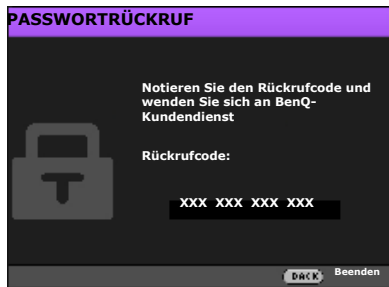 PASSWORTRÜCKRUF
Notieren Sie den Rückrufcode und
wenden Sie sich an BenQ-
Kundendienst
Rückrufcode:
XXX XXX XXX XXX
BACK Beenden